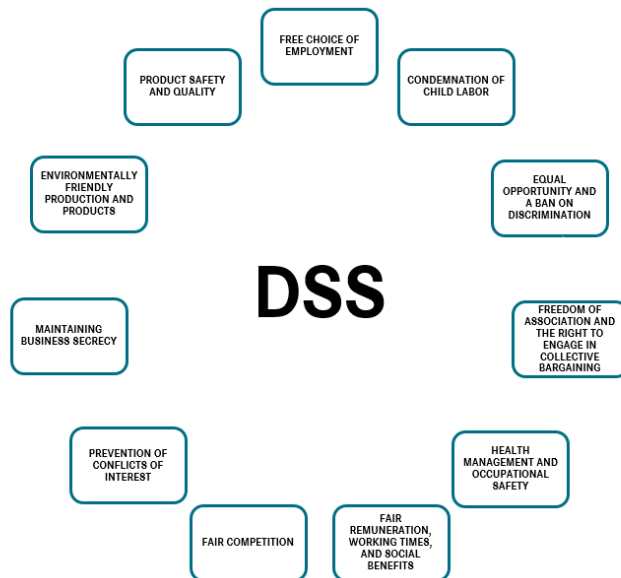 FREE CHOICE OF
EMPLOYMENT
CONDEMNATION OF
CHILD LABOR
EQUAL
OPPORTUNITY AND
A BAN ON
DISCRIMINATION
FREEDOM OF
ASSOCIATION AND
THE RIGHT TO
ENGAGE IN
COLLECTIVE
BARGAINING
HEALTH
MANAGEMENT AND
OCCUPATIONAL
SAFETY
FAIR
REMUNERATION,
WORKING TIMES,
AND SOCIAL
BENEFITS
FAIR COMPETITION
PREVENTION OF
CONFLICTS OF
INTEREST
MAINTAINING
BUSINESS SECRECY
ENVIRONMENTALLY
FRIENDLY
PRODUCTION AND
PRODUCTS
PRODUCT SAFETY
AND QUALITY
DSS